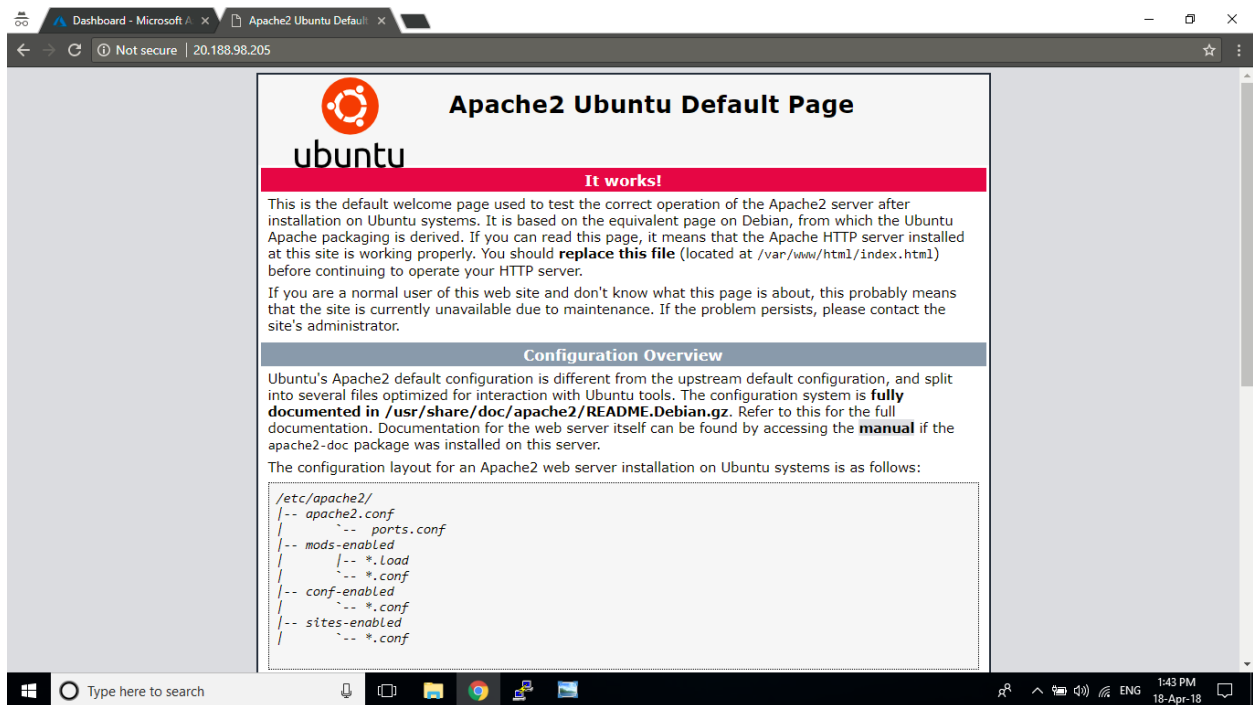 Dashboard - Microsoft A
Apache2 Ubuntu Default
Not secure | 20.188.98.205
ubuntu
Apache2 Ubuntu Default Page
It works!
This is the default welcome page used to test the correct operation of the Apache2 server after
installation on Ubuntu systems. It is based on the equivalent page on Debian, from which the Ubuntu
Apache packaging is derived. If you can read this page, it means that the Apache HTTP server installed
at this site is working properly. You should replace this file (located at /var/www/html/index.html)
before continuing to operate your HTTP server.
If you are a normal user of this web site and don't know what this page is about, this probably means
that the site is currently unavailable due to maintenance. If the problem persists, please contact the
site's administrator.
Configuration Overview
Ubuntu's Apache2 default configuration is different from the upstream default configuration, and split
into several files optimized for interaction with Ubuntu tools. The configuration system is fully
documented in /usr/share/doc/apache2/README.Debian.gz. Refer to this for the full
documentation. Documentation for the web server itself can be found by accessing the manual if the
apache2-doc package was installed on this server.
The configuration layout for an Apache2 web server installation on Ubuntu systems is as follows:
/etc/apache2/
|-- apache2.conf
|       `--  ports.conf
|-- mods-enabled
|       |-- *.load
|       `-- *.conf
|-- conf-enabled
|       `-- *.conf
|-- sites-enabled
|       `-- *.conf
Type here to search
ENG
1:43 PM
18-Apr-18